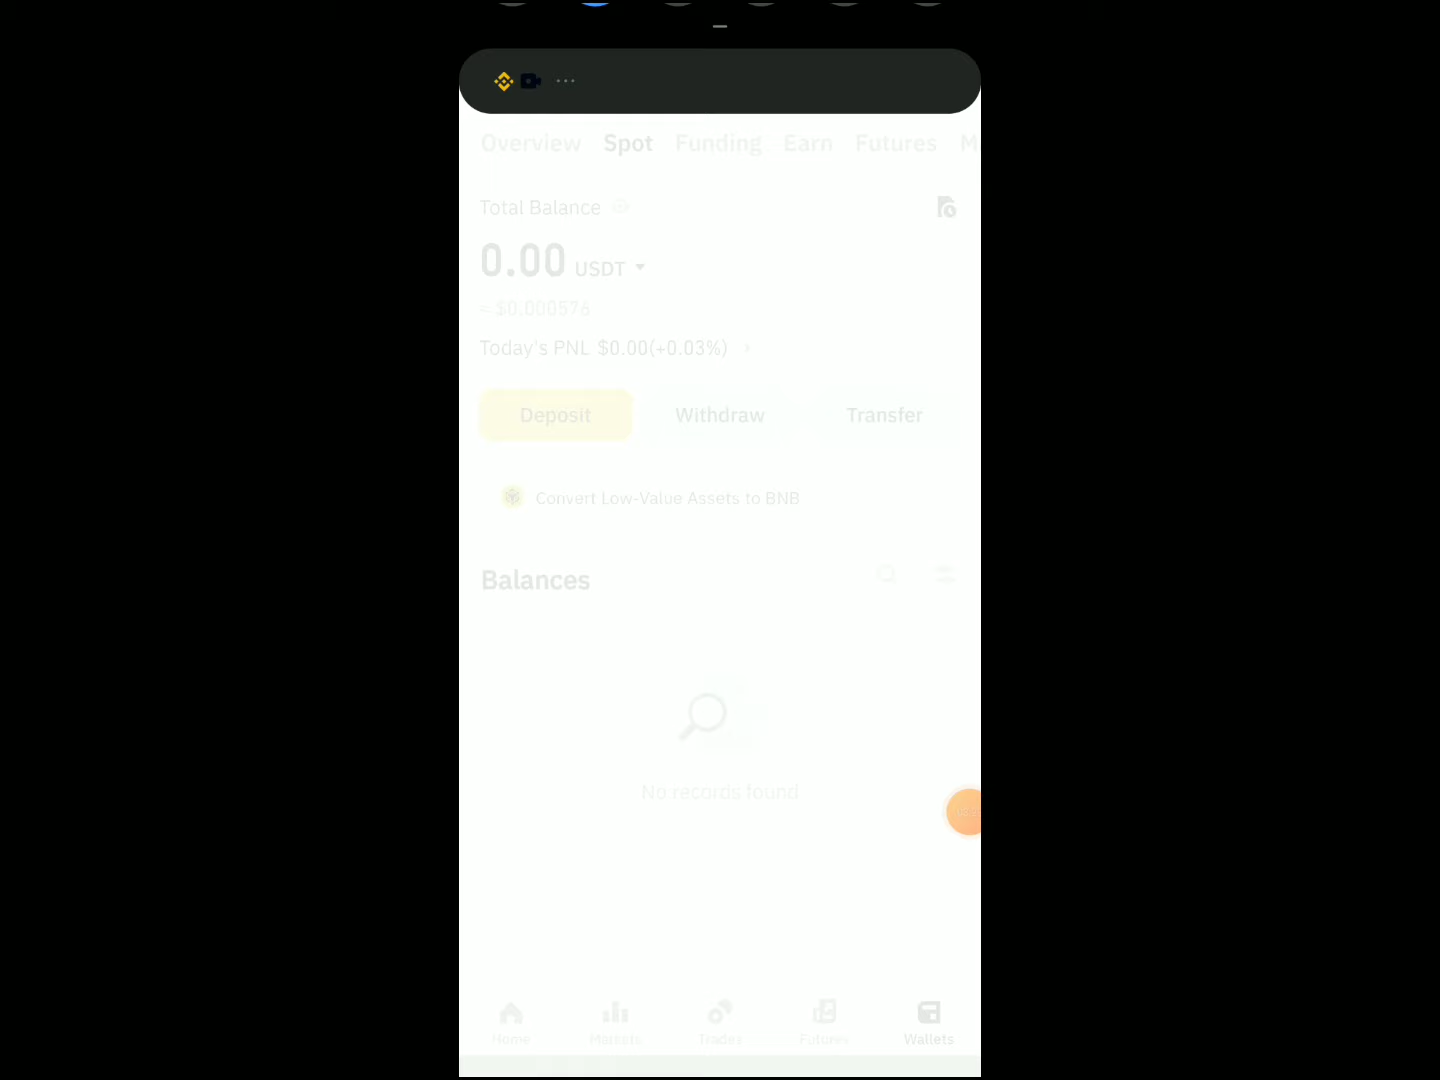 Overview Spot Funding Earn Futures M
Total Balance
0.00 USDT
≈ $0.000576
Today's PNL $0.00(+0.03%)
Deposit Withdraw Transfer
Convert Low-Value Assets to BNB
Balances
No records found
Home Markets Trades Futures Wallets